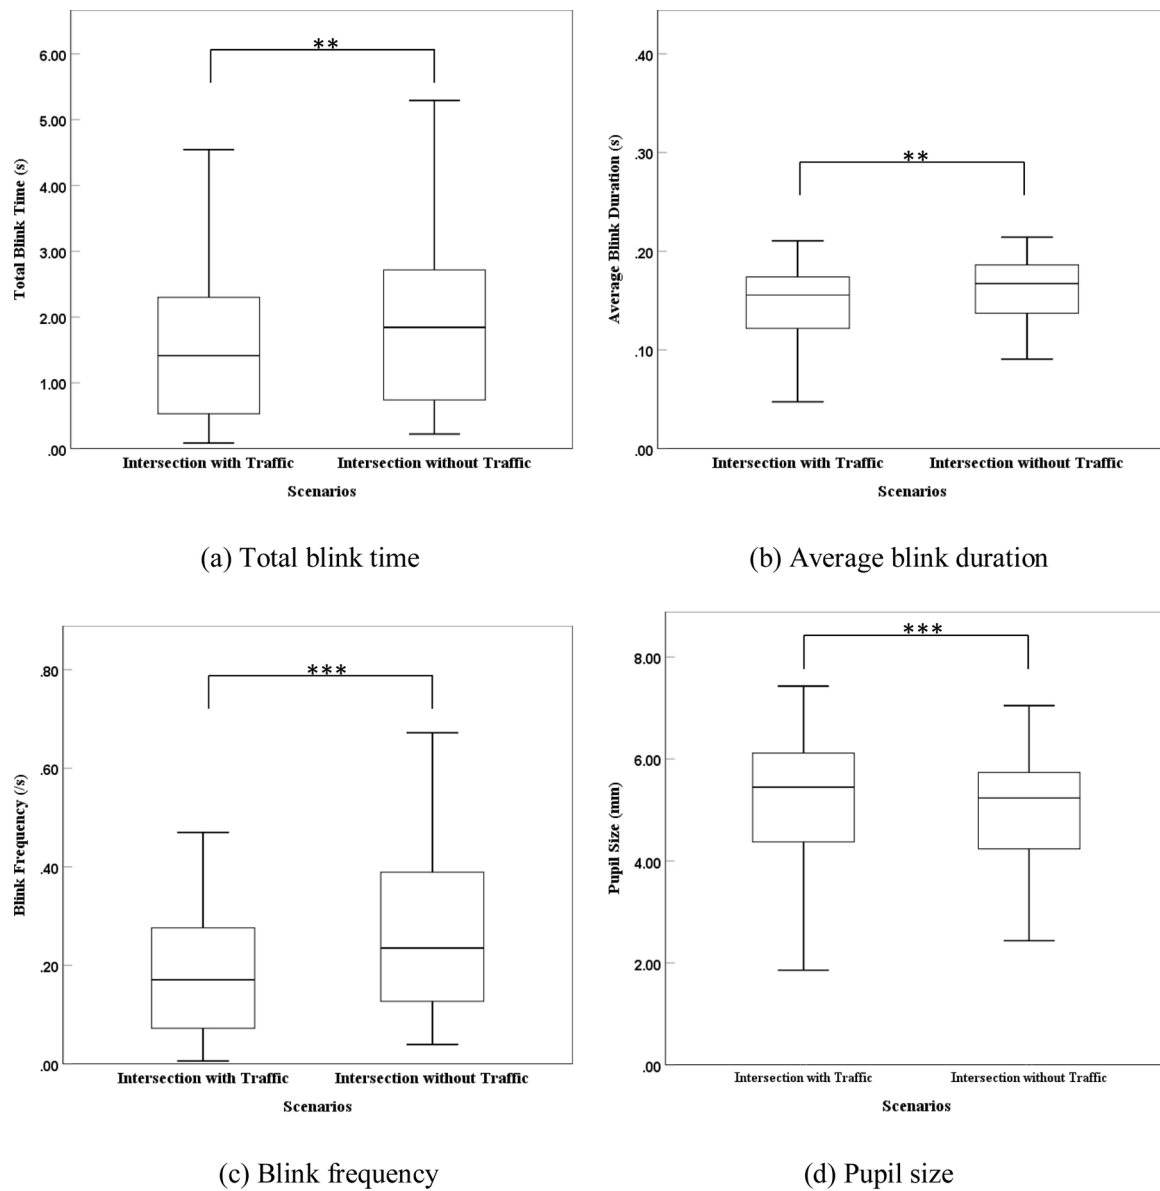 **
6.00
5.00
4.00
3.00
2.00
1.00
.00
Total Blink Time (s)
Intersection with Traffic
Intersection without Traffic
Scenarios
(a) Total blink time
**
.40
.30
.20
.10
.00
Average Blink Duration (s)
Intersection with Traffic
Intersection without Traffic
Scenarios
(b) Average blink duration
***
.80
.60
.40
.20
.00
Blink Frequency (/s)
Intersection with Traffic
Intersection without Traffic
Scenarios
(c) Blink frequency
***
8.00
6.00
4.00
2.00
.00
Pupil Size (mm)
Intersection with Traffic
Intersection without Traffic
Scenarios
(d) Pupil size